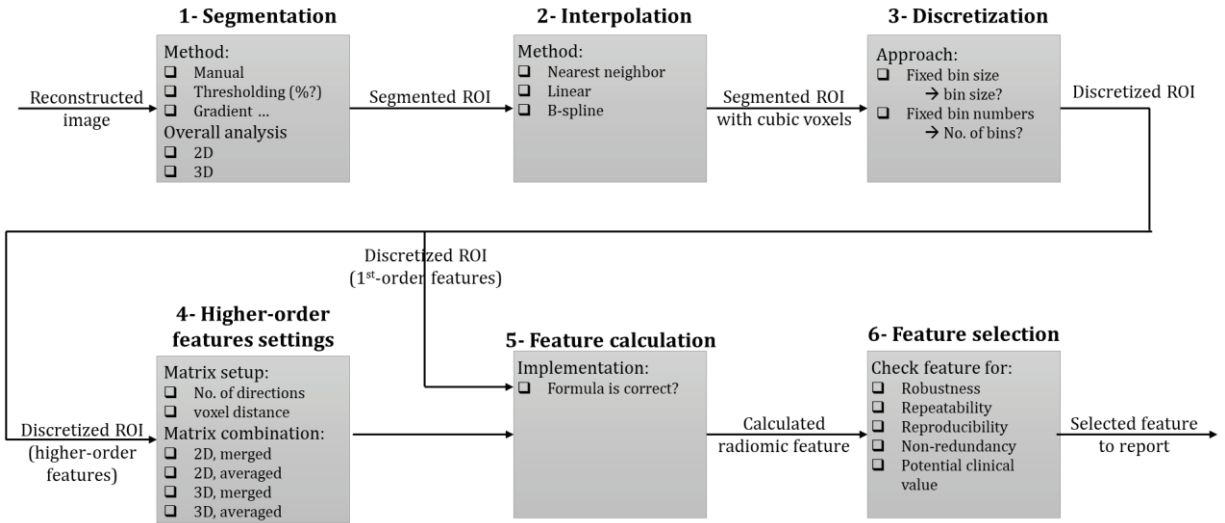 1- Segmentation
Method:
❑ Manual
❑ Thresholding (%?)
❑ Gradient ...
Overall analysis
❑ 2D
❑ 3D
Reconstructed
image
Segmented ROI
2- Interpolation
Method:
❑ Nearest neighbor
❑ Linear
❑ B-spline
Segmented ROI
with cubic voxels
3- Discretization
Approach:
❑ Fixed bin size
→ bin size?
❑ Fixed bin numbers
→ No. of bins?
Discretized ROI
Discretized ROI
(1st-order features)
Discretized ROI
(higher-order
features)
4- Higher-order
features settings
Matrix setup:
❑ No. of directions
❑ voxel distance
Matrix combination:
❑ 2D, merged
❑ 2D, averaged
❑ 3D, merged
❑ 3D, averaged
5- Feature calculation
Implementation:
❑ Formula is correct?
Calculated
radiomic feature
6- Feature selection
Check feature for:
❑ Robustness
❑ Repeatability
❑ Reproducibility
❑ Non-redundancy
❑ Potential clinical
value
Selected feature
to report